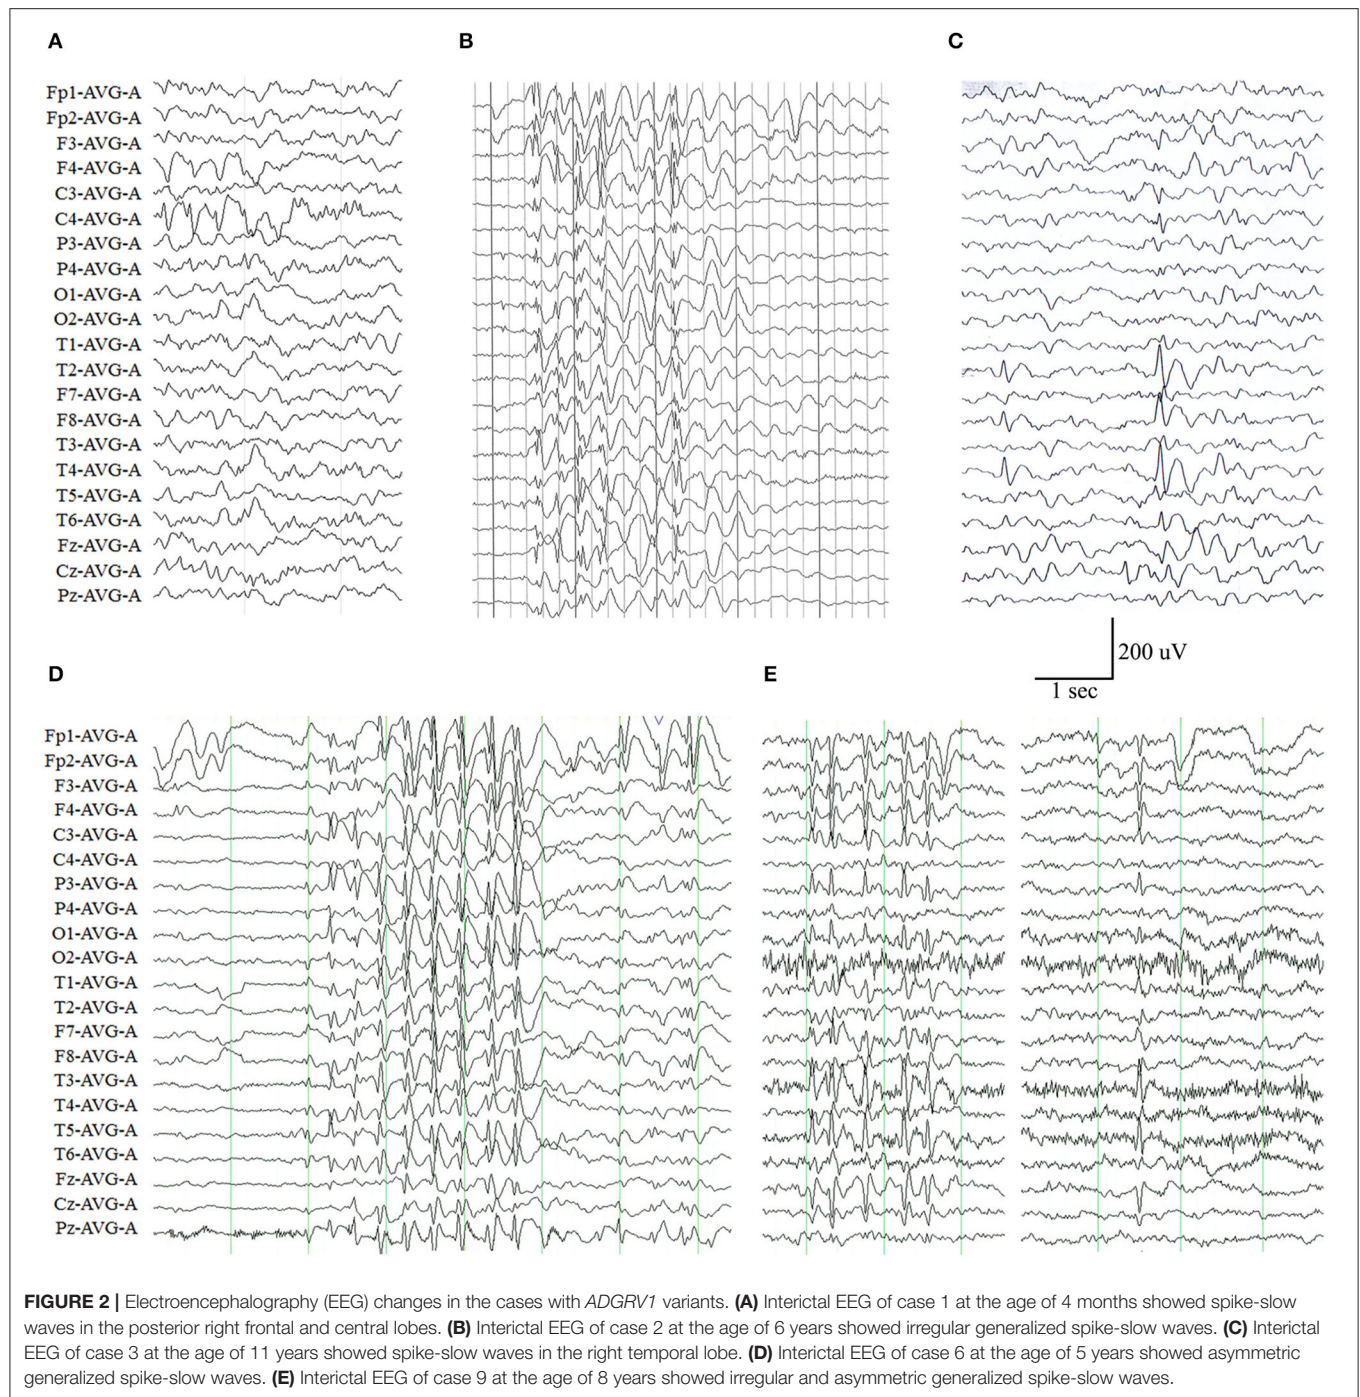 A
B
C
Fp1-AVG-A
Fp2-AVG-A
F3-AVG-A
F4-AVG-A
C3-AVG-A
C4-AVG-A
P3-AVG-A
P4-AVG-A
O1-AVG-A
O2-AVG-A
T1-AVG-A
T2-AVG-A
F7-AVG-A
F8-AVG-A
T3-AVG-A
T4-AVG-A
T5-AVG-A
T6-AVG-A
Fz-AVG-A
Cz-AVG-A
Pz-AVG-A
200 uV
1 sec
D
E
Fp1-AVG-A
Fp2-AVG-A
F3-AVG-A
F4-AVG-A
C3-AVG-A
C4-AVG-A
P3-AVG-A
P4-AVG-A
O1-AVG-A
O2-AVG-A
T1-AVG-A
T2-AVG-A
F7-AVG-A
F8-AVG-A
T3-AVG-A
T4-AVG-A
T5-AVG-A
T6-AVG-A
Fz-AVG-A
Cz-AVG-A
Pz-AVG-A
FIGURE 2 | Electroencephalography (EEG) changes in the cases with ADGRV1 variants. (A) Interictal EEG of case 1 at the age of 4 months showed spike-slow
waves in the posterior right frontal and central lobes. (B) Interictal EEG of case 2 at the age of 6 years showed irregular generalized spike-slow waves. (C) Interictal
EEG of case 3 at the age of 11 years showed spike-slow waves in the right temporal lobe. (D) Interictal EEG of case 6 at the age of 5 years showed asymmetric
generalized spike-slow waves. (E) Interictal EEG of case 9 at the age of 8 years showed irregular and asymmetric generalized spike-slow waves.